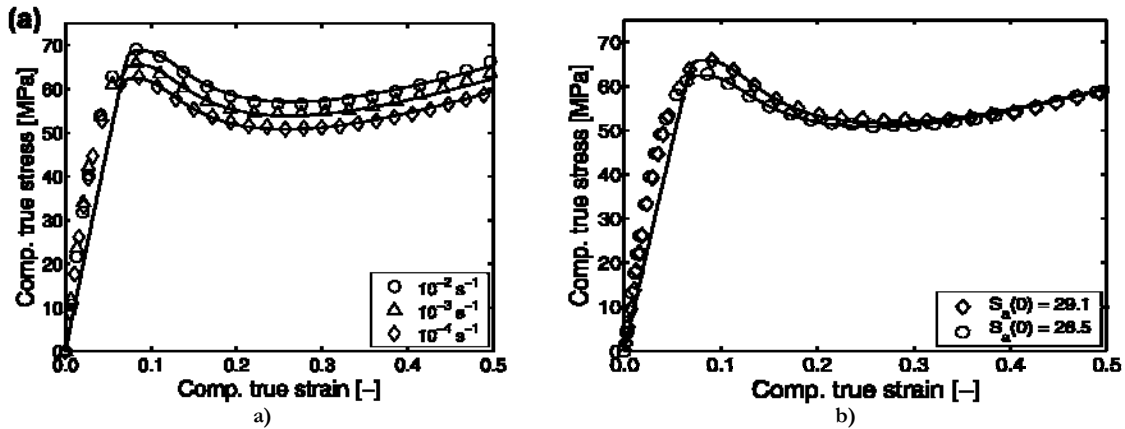 (a)
Comp. true stress [MPa]
70
60
50
40
30
20
10
0
0.0 0.1 0.2 0.3 0.4 0.5
Comp. true strain [–]
10⁻² s⁻¹
10⁻³ s⁻¹
10⁻⁴ s⁻¹
a)
Comp. true stress [MPa]
70
60
50
40
30
20
10
0
0.0 0.1 0.2 0.3 0.4 0.5
Comp. true strain [–]
Sₐ(0) = 29.1
Sₐ(0) = 26.5
b)